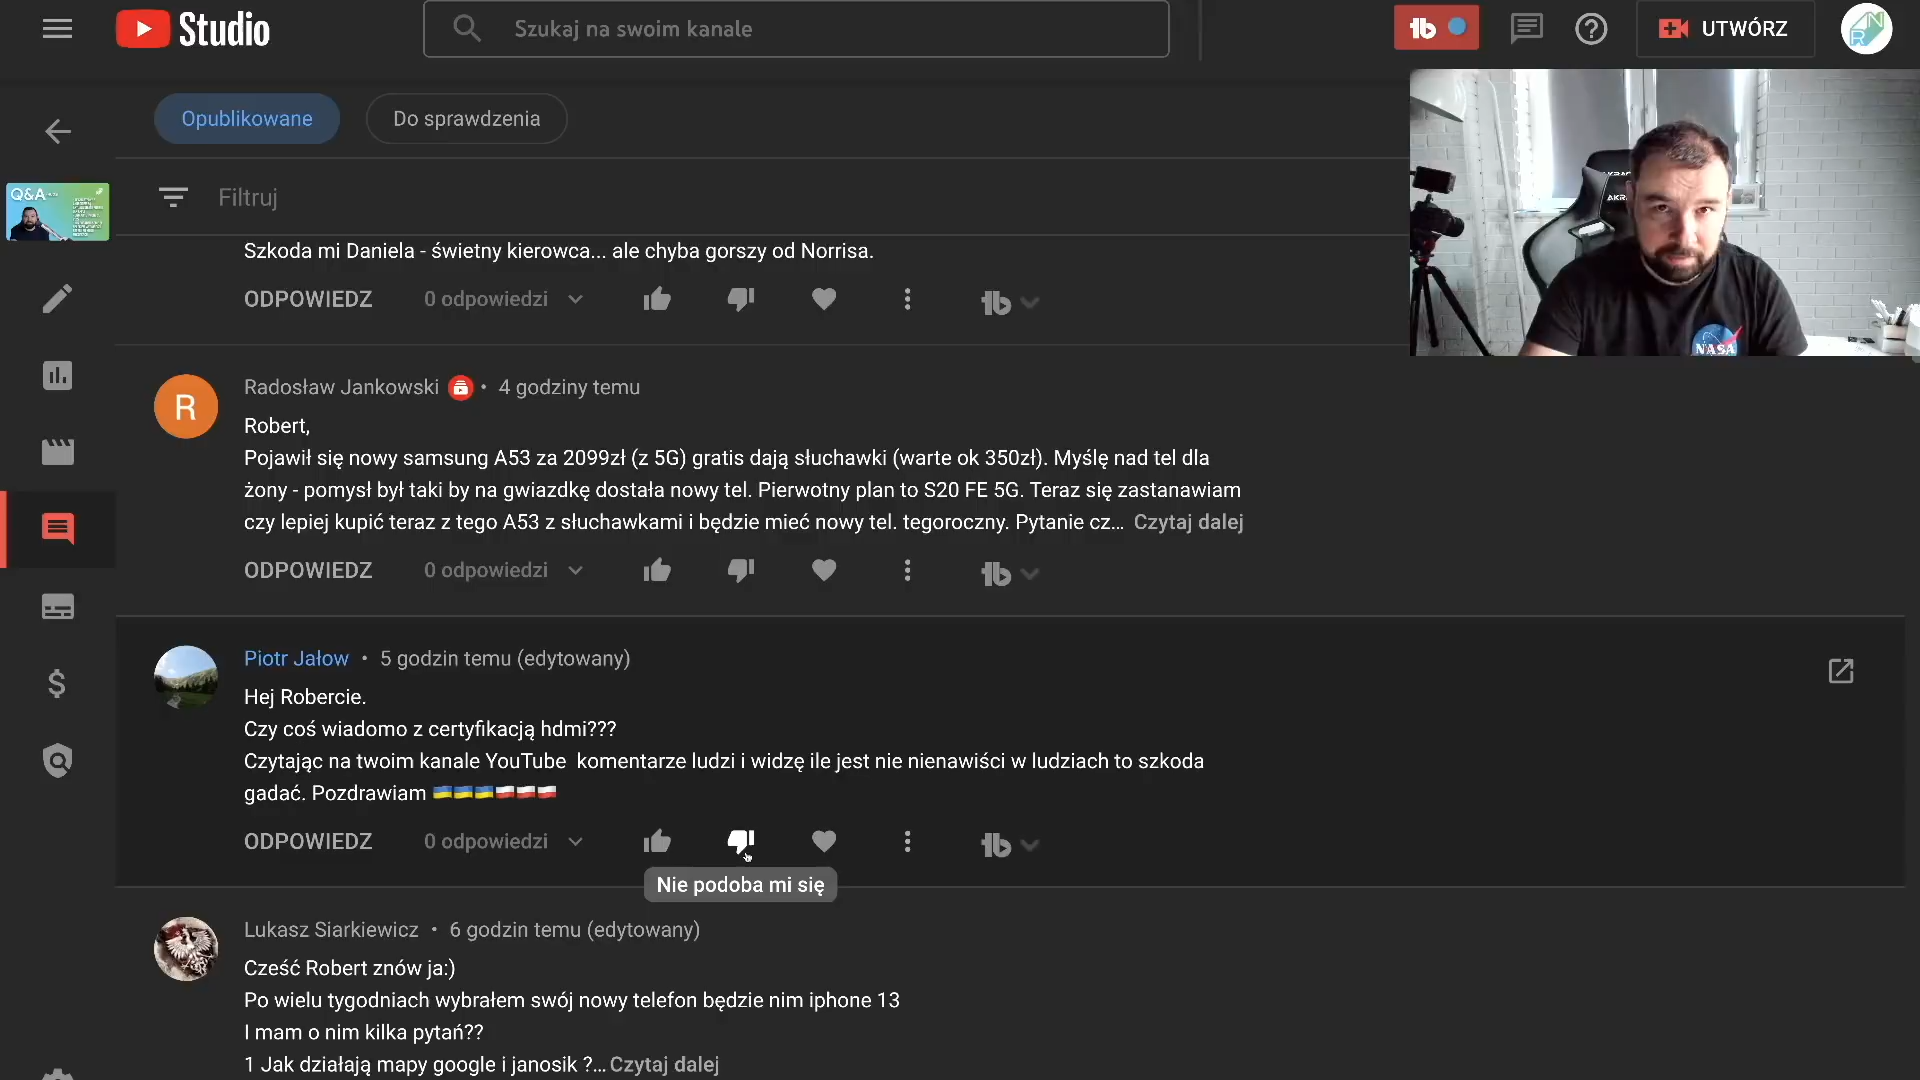 Studio
Szukaj na swoim kanale
UTWÓRZ
Opublikowane
Do sprawdzenia
Q&A
Filtruj
Szkoda mi Daniela - świetny kierowca... ale chyba gorszy od Norrisa.
ODPOWIEDZ 0 odpowiedzi
Radosław Jankowski • 4 godziny temu
R
Robert,
Pojawił się nowy samsung A53 za 2099zł (z 5G) gratis dają słuchawki (warte ok 350zł). Myślę nad tel dla
żony - pomysł był taki by na gwiazdkę dostała nowy tel. Pierwotny plan to S20 FE 5G. Teraz się zastanawiam
czy lepiej kupić teraz z tego A53 z słuchawkami i będzie mieć nowy tel. tegoroczny. Pytanie cz... Czytaj dalej
ODPOWIEDZ 0 odpowiedzi
Piotr Jałow • 5 godzin temu (edytowany)
Hej Robercie.
Czy coś wiadomo z certyfikacją hdmi???
Czytając na twoim kanale YouTube komentarze ludzi i widzę ile jest nie nienawiści w ludziach to szkoda
gadać. Pozdrawiam 🇺🇦🇺🇦🇺🇦🇵🇱🇵🇱🇵🇱
ODPOWIEDZ 0 odpowiedzi
Nie podoba mi się
Lukasz Siarkiewicz • 6 godzin temu (edytowany)
Cześć Robert znów ja:)
Po wielu tygodniach wybrałem swój nowy telefon będzie nim iphone 13
I mam o nim kilka pytań??
1 Jak działają mapy google i janosik ?... Czytaj dalej
NASA